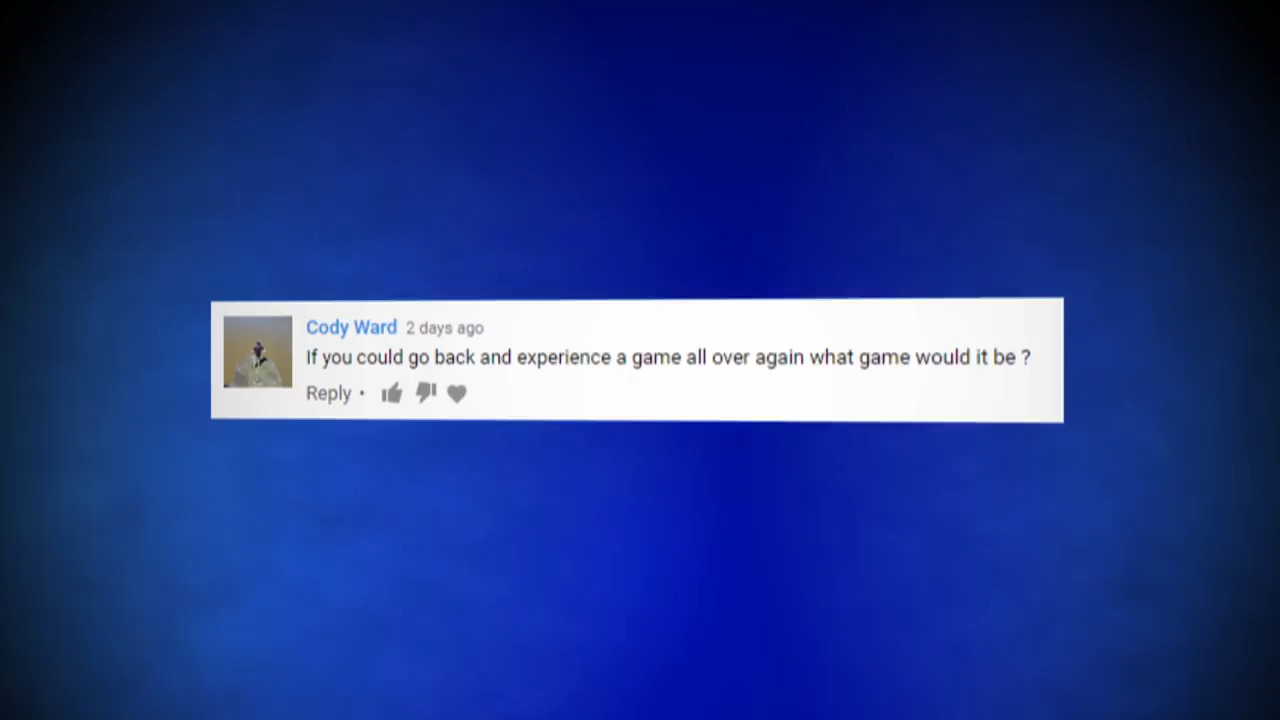 Cody Ward 2 days ago
If you could go back and experience a game all over again what game would it be ?
Reply •